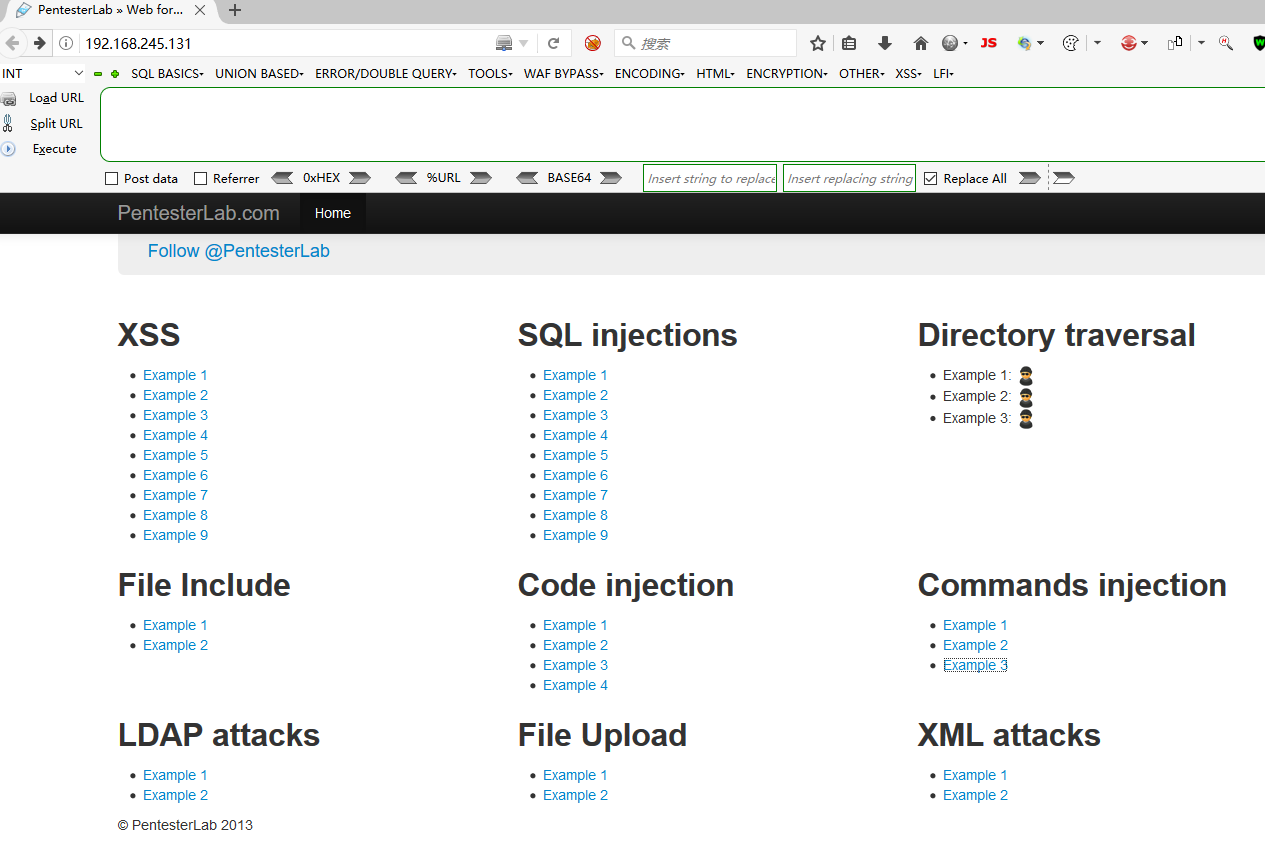 PentesterLab » Web for...
192.168.245.131
搜索
JS
INT
SQL BASICS
UNION BASED
ERROR/DOUBLE QUERY
TOOLS
WAF BYPASS
ENCODING
HTML
ENCRYPTION
OTHER
XSS
LFI
Load URL
Split URL
Execute
Post data
Referrer
0xHEX
%URL
BASE64
Insert string to replace
Insert replacing string
Replace All
PentesterLab.com
Home
Follow @PentesterLab
XSS
Example 1
Example 2
Example 3
Example 4
Example 5
Example 6
Example 7
Example 8
Example 9
SQL injections
Example 1
Example 2
Example 3
Example 4
Example 5
Example 6
Example 7
Example 8
Example 9
Directory traversal
Example 1:
Example 2:
Example 3:
File Include
Example 1
Example 2
Code injection
Example 1
Example 2
Example 3
Example 4
Commands injection
Example 1
Example 2
Example 3
LDAP attacks
Example 1
Example 2
File Upload
Example 1
Example 2
XML attacks
Example 1
Example 2
© PentesterLab 2013